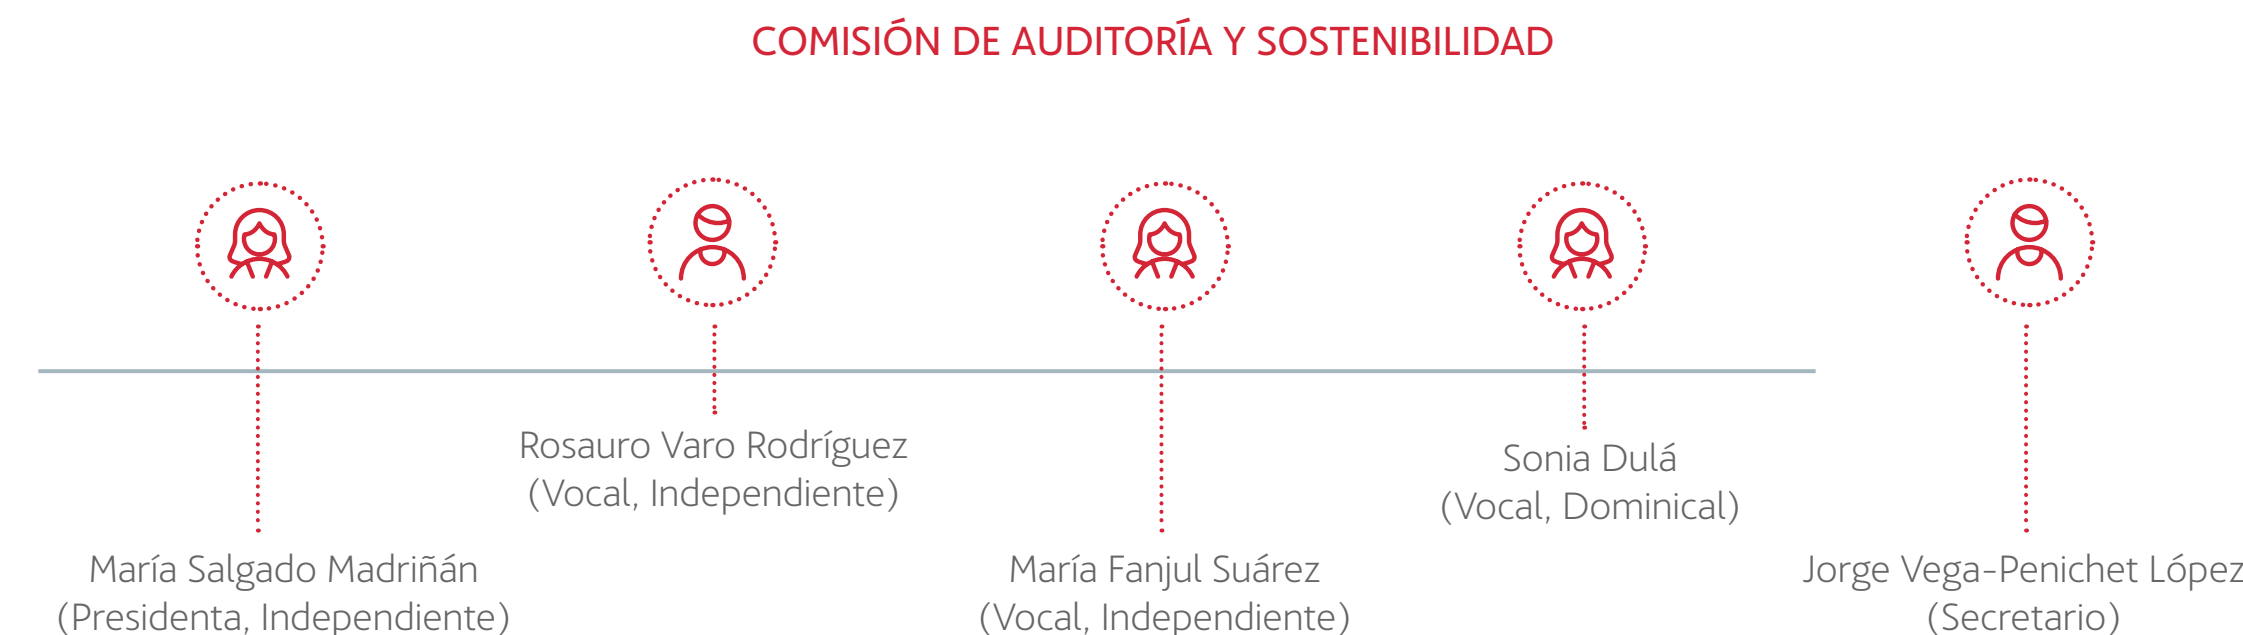 COMISIÓN DE AUDITORÍA Y SOSTENIBILIDAD
María Salgado Madriñán
(Presidenta, Independiente)
Rosauro Varo Rodríguez
(Vocal, Independiente)
María Fanjul Suárez
(Vocal, Independiente)
Sonia Dulá
(Vocal, Dominical)
Jorge Vega-Penichet López
(Secretario)